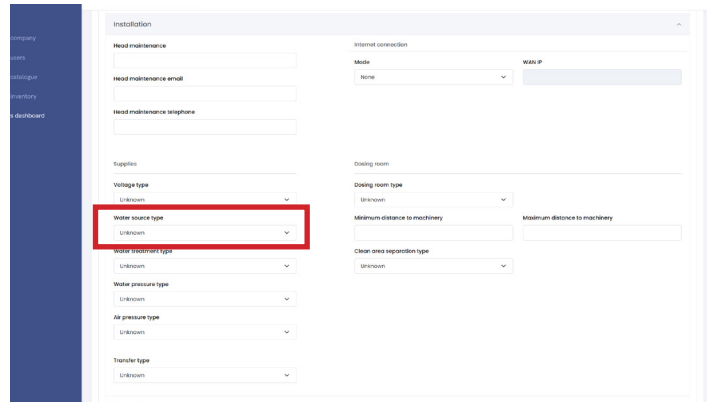 Installation
company
users
catalogue
inventory
s dashboard
Head maintenance
Head maintenance email
Head maintenance telephone
Internet connection
Mode
WAN IP
None
Supplies
Voltage type
Unknown
Water source type
Unknown
Water treatment type
Unknown
Water pressure type
Unknown
Air pressure type
Unknown
Transfer type
Unknown
Dosing room
Dosing room type
Unknown
Minimum distance to machinery
Maximum distance to machinery
Clean area separation type
Unknown